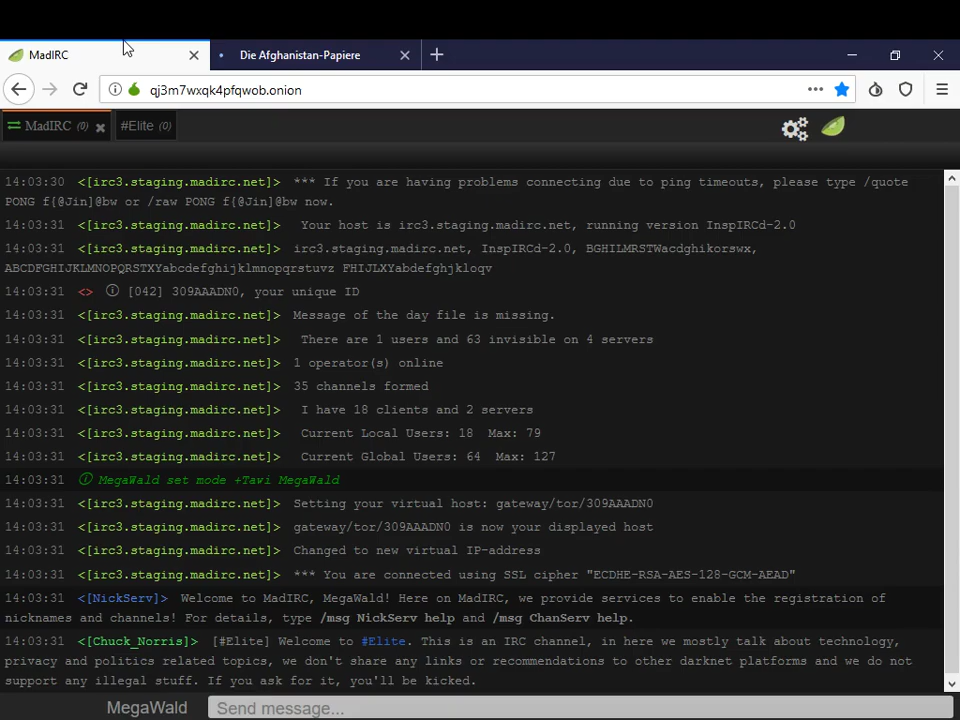 MadIRC
Die Afghanistan-Papiere
qj3m7wxqk4pfqwob.onion
MadIRC (0)
#Elite (0)
14:03:30 <[irc3.staging.madirc.net]> *** If you are having problems connecting due to ping timeouts, please type /quote
PONG f{@Jin]@bw or /raw PONG f{@Jin]@bw now.
14:03:31 <[irc3.staging.madirc.net]> Your host is irc3.staging.madirc.net, running version InspIRCd-2.0
14:03:31 <[irc3.staging.madirc.net]> irc3.staging.madirc.net, InspIRCd-2.0, BGHILMRSTWacdghikorswx,
ABCDFGHIJKLMNOPQRSTXYabcdefghijklmnopqrstuvz FHIJLXYabdefghjkloqv
14:03:31 <> [042] 309AAADN0, your unique ID
14:03:31 <[irc3.staging.madirc.net]> Message of the day file is missing.
14:03:31 <[irc3.staging.madirc.net]> There are 1 users and 63 invisible on 4 servers
14:03:31 <[irc3.staging.madirc.net]> 1 operator(s) online
14:03:31 <[irc3.staging.madirc.net]> 35 channels formed
14:03:31 <[irc3.staging.madirc.net]> I have 18 clients and 2 servers
14:03:31 <[irc3.staging.madirc.net]> Current Local Users: 18 Max: 79
14:03:31 <[irc3.staging.madirc.net]> Current Global Users: 64 Max: 127
14:03:31 MegaWald set mode +Tawi MegaWald
14:03:31 <[irc3.staging.madirc.net]> Setting your virtual host: gateway/tor/309AAADN0
14:03:31 <[irc3.staging.madirc.net]> gateway/tor/309AAADN0 is now your displayed host
14:03:31 <[irc3.staging.madirc.net]> Changed to new virtual IP-address
14:03:31 <[irc3.staging.madirc.net]> *** You are connected using SSL cipher "ECDHE-RSA-AES-128-GCM-AEAD"
14:03:31 <[NickServ]> Welcome to MadIRC, MegaWald! Here on MadIRC, we provide services to enable the registration of
nicknames and channels! For details, type /msg NickServ help and /msg ChanServ help.
14:03:31 <[Chuck_Norris]> [#Elite] Welcome to #Elite. This is an IRC channel, in here we mostly talk about technology,
privacy and politics related topics, we don't share any links or recommendations to other darknet platforms and we do not
support any illegal stuff. If you ask for it, you'll be kicked.
MegaWald
Send message...